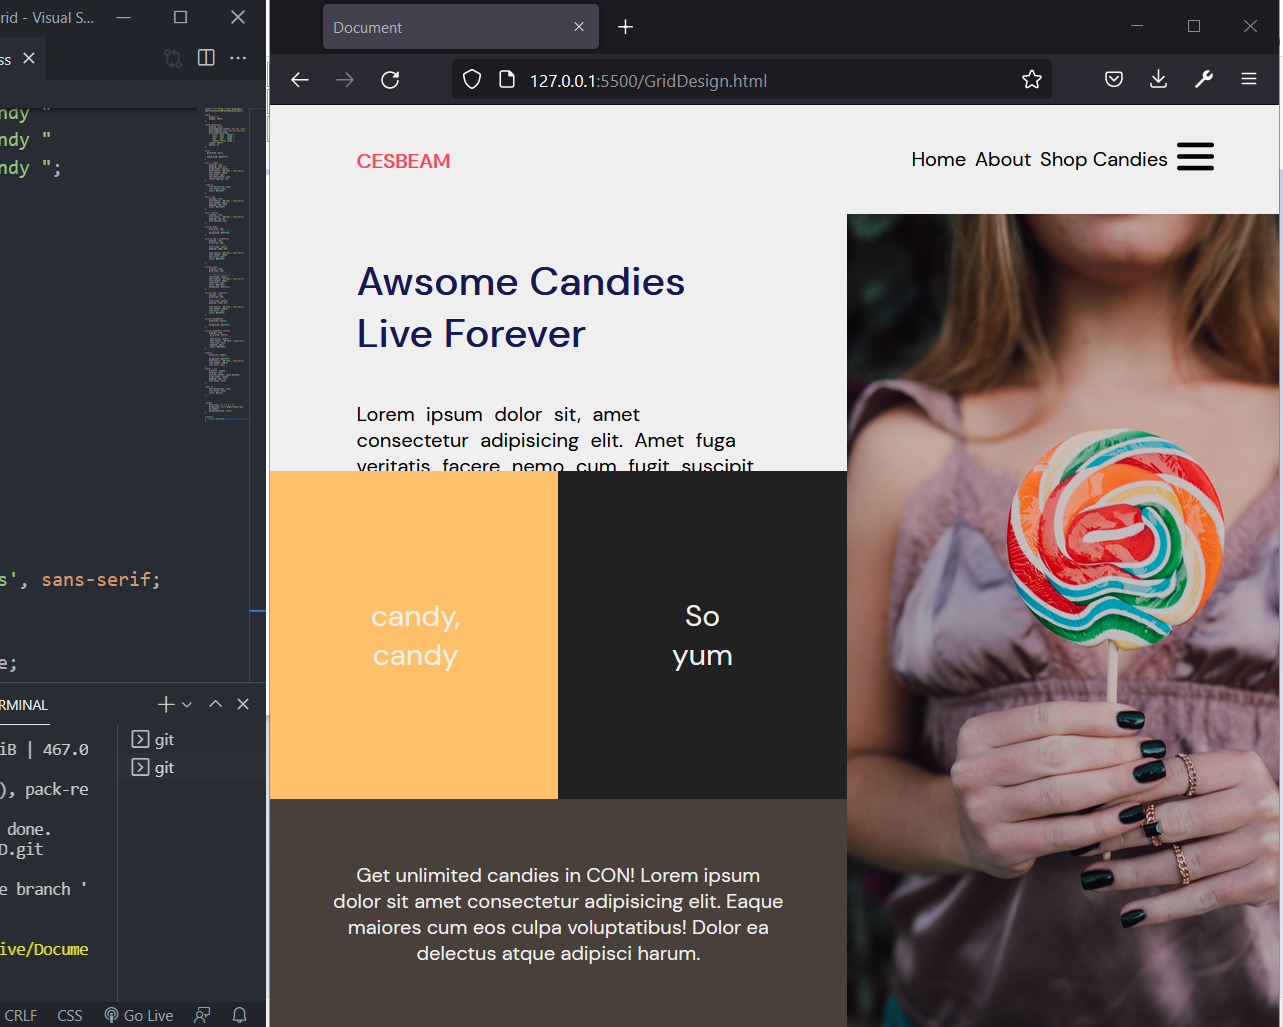 rid - Visual S...
ss
ndy "
ndy "
ndy ";
s', sans-serif;
e;
RMINAL
git
git
iB | 467.0
), pack-re
done.
D.git
e branch '
ive/Docume
CRLF CSS Go Live
Document
127.0.0.1:5500/GridDesign.html
CESBEAM
Home About Shop Candies
Awsome Candies
Live Forever
Lorem ipsum dolor sit, amet
consectetur adipisicing elit. Amet fuga
veritatis facere nemo cum fugit suscipit
candy,
candy
So
yum
Get unlimited candies in CON! Lorem ipsum
dolor sit amet consectetur adipisicing elit. Eaque
maiores cum eos culpa voluptatibus! Dolor ea
delectus atque adipisci harum.